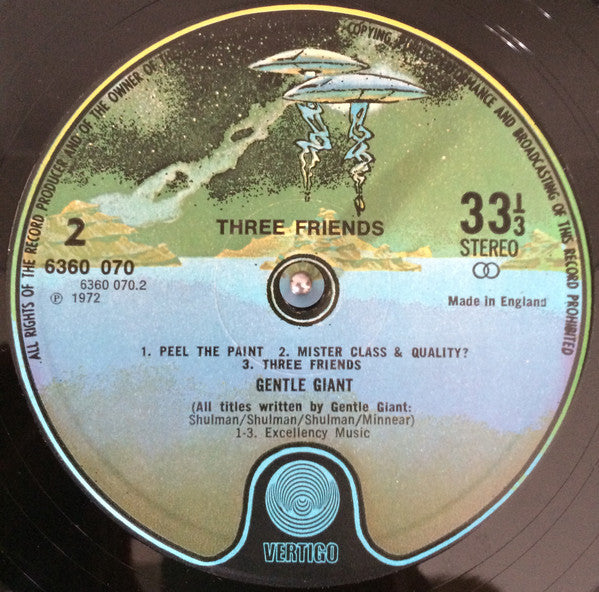 ALL RIGHTS OF THE RECORD PRODUCER AND OF THE OWNER OF
COPYING, PERFORMANCE AND BROADCASTING OF THIS RECORD PROHIBITED
2
THREE FRIENDS
33⅓
STEREO
6360 070
6360 070.2
℗ 1972
Made in England
1. PEEL THE PAINT 2. MISTER CLASS & QUALITY?
3. THREE FRIENDS
GENTLE GIANT
(All titles written by Gentle Giant:
Shulman/Shulman/Shulman/Minnear)
1-3. Excellency Music
VERTIGO